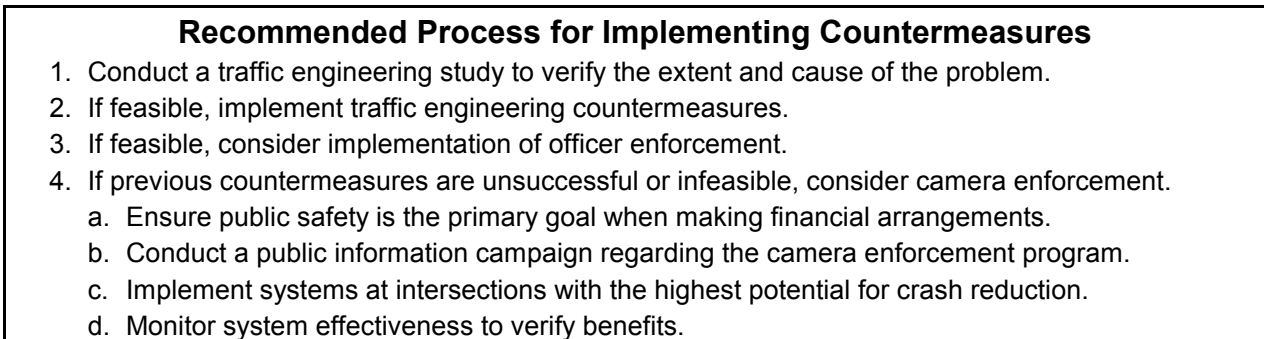 Recommended Process for Implementing Countermeasures
1. Conduct a traffic engineering study to verify the extent and cause of the problem.
2. If feasible, implement traffic engineering countermeasures.
3. If feasible, consider implementation of officer enforcement.
4. If previous countermeasures are unsuccessful or infeasible, consider camera enforcement.
a. Ensure public safety is the primary goal when making financial arrangements.
b. Conduct a public information campaign regarding the camera enforcement program.
c. Implement systems at intersections with the highest potential for crash reduction.
d. Monitor system effectiveness to verify benefits.